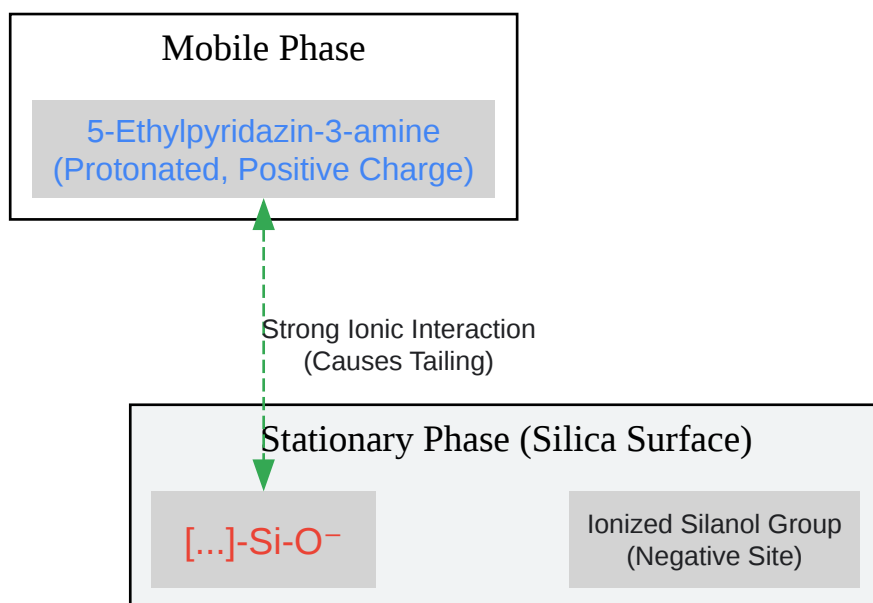 Mobile Phase
5-Ethylpyridazin-3-amine
(Protonated, Positive Charge)
Strong Ionic Interaction
(Causes Tailing)
Stationary Phase (Silica Surface)
[...]-Si-O⁻
Ionized Silanol Group
(Negative Site)